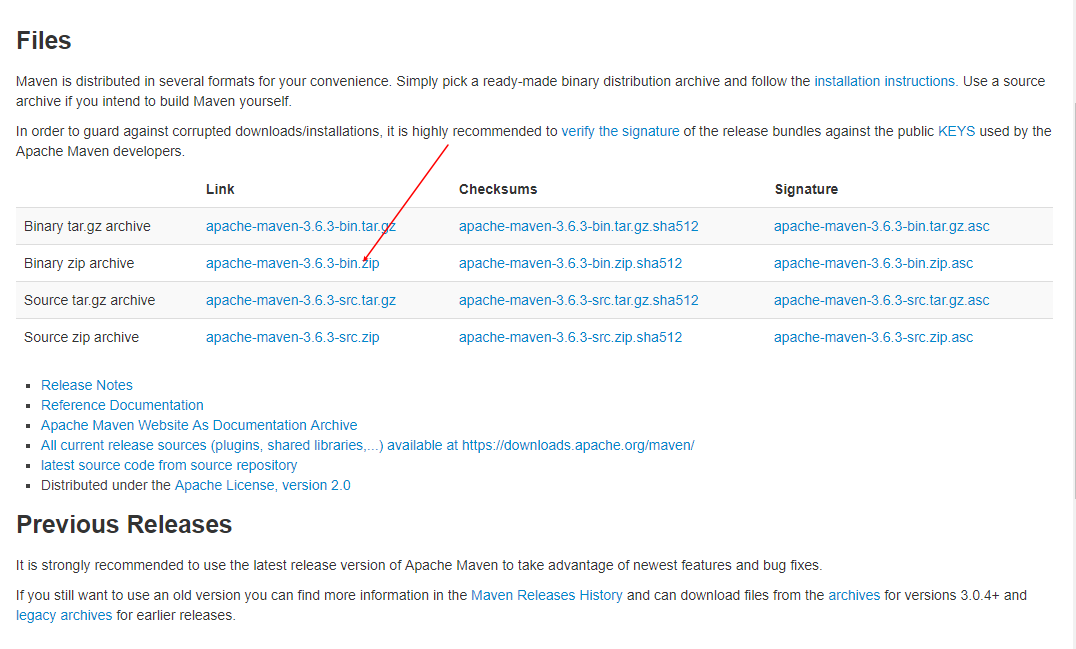 Files
Maven is distributed in several formats for your convenience. Simply pick a ready-made binary distribution archive and follow the installation instructions. Use a source
archive if you intend to build Maven yourself.
In order to guard against corrupted downloads/installations, it is highly recommended to verify the signature of the release bundles against the public KEYS used by the
Apache Maven developers.
Link Checksums Signature
Binary tar.gz archive apache-maven-3.6.3-bin.tar.gz apache-maven-3.6.3-bin.tar.gz.sha512 apache-maven-3.6.3-bin.tar.gz.asc
Binary zip archive apache-maven-3.6.3-bin.zip apache-maven-3.6.3-bin.zip.sha512 apache-maven-3.6.3-bin.zip.asc
Source tar.gz archive apache-maven-3.6.3-src.tar.gz apache-maven-3.6.3-src.tar.gz.sha512 apache-maven-3.6.3-src.tar.gz.asc
Source zip archive apache-maven-3.6.3-src.zip apache-maven-3.6.3-src.zip.sha512 apache-maven-3.6.3-src.zip.asc
Release Notes
Reference Documentation
Apache Maven Website As Documentation Archive
All current release sources (plugins, shared libraries,...) available at https://downloads.apache.org/maven/
latest source code from source repository
Distributed under the Apache License, version 2.0
Previous Releases
It is strongly recommended to use the latest release version of Apache Maven to take advantage of newest features and bug fixes.
If you still want to use an old version you can find more information in the Maven Releases History and can download files from the archives for versions 3.0.4+ and
legacy archives for earlier releases.